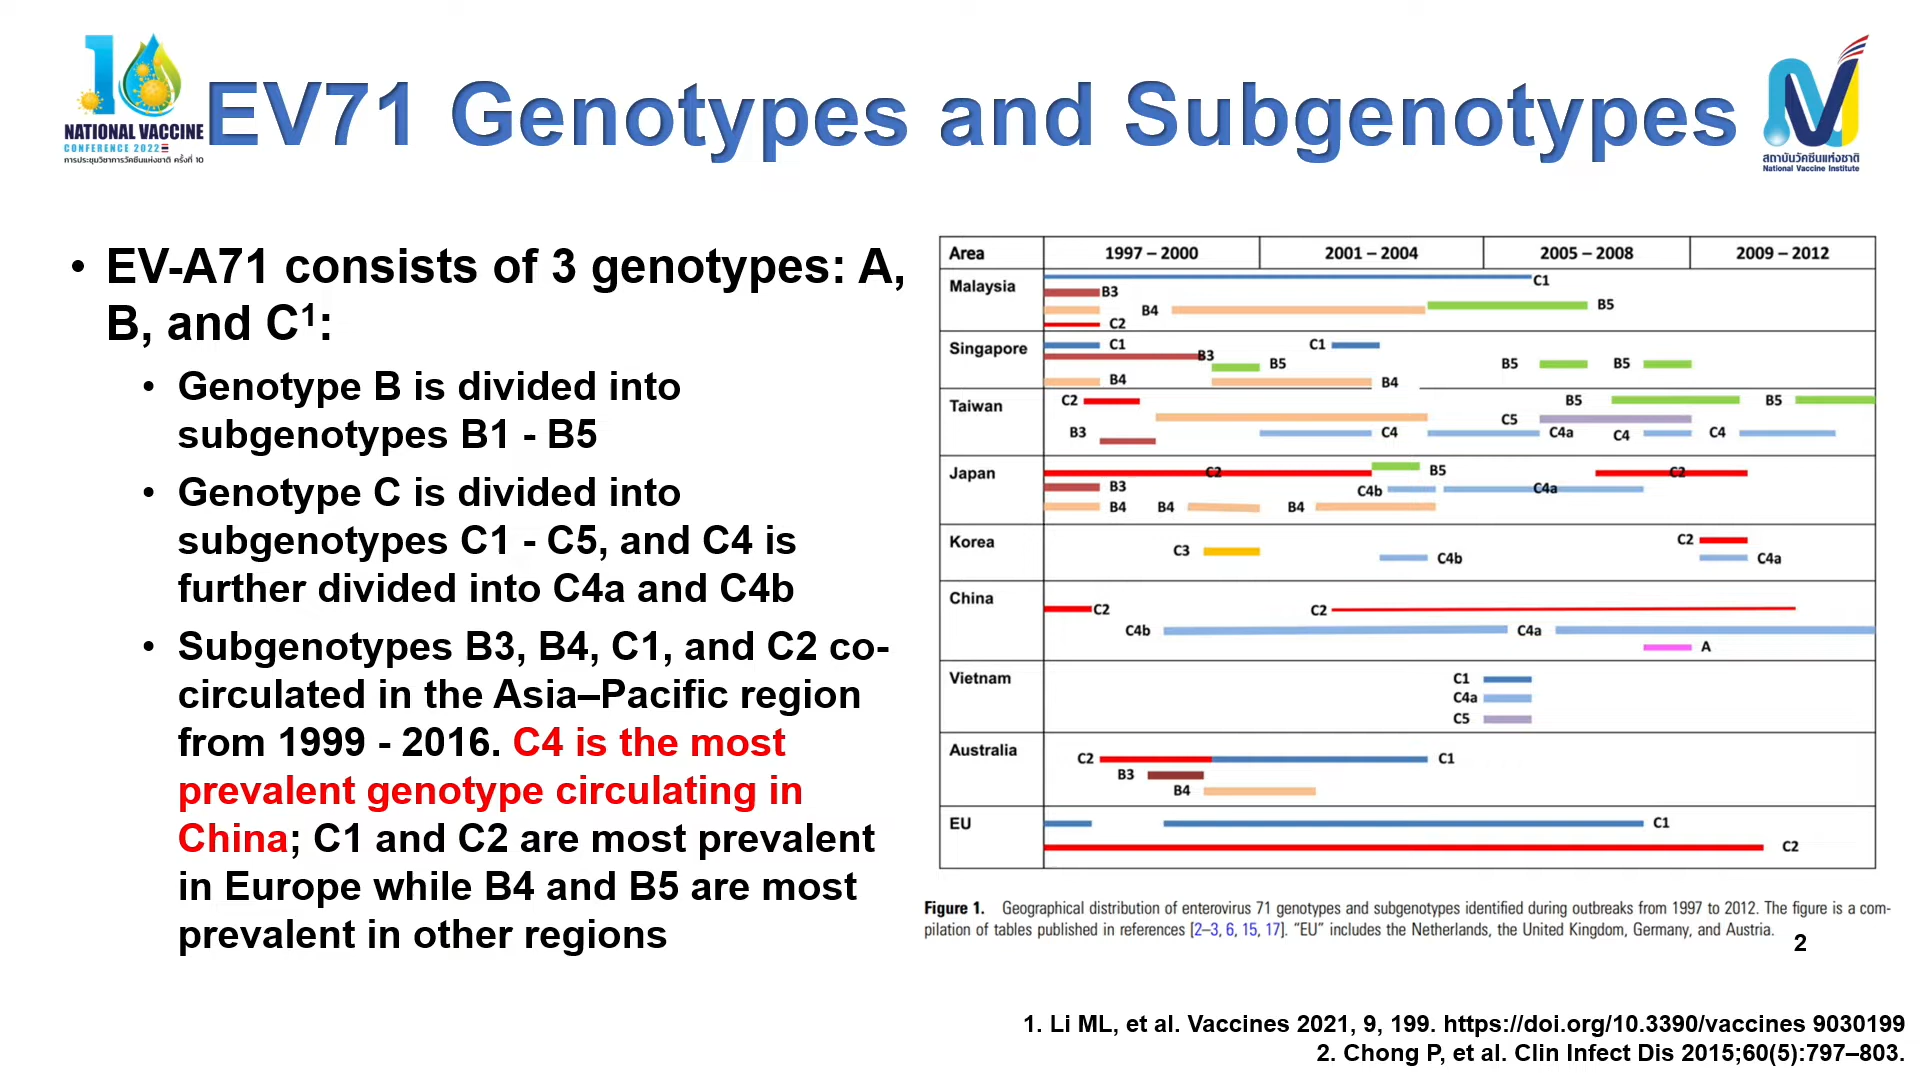 NATIONAL VACCINE
CONFERENCE 2022
การประชุมวิชาการวัคซีนแห่งชาติ ครั้งที่ 10
EV71 Genotypes and Subgenotypes
สถาบันวัคซีนแห่งชาติ
National Vaccine Institute
• EV-A71 consists of 3 genotypes: A,
B, and C1:
• Genotype B is divided into
subgenotypes B1 - B5
• Genotype C is divided into
subgenotypes C1 - C5, and C4 is
further divided into C4a and C4b
• Subgenotypes B3, B4, C1, and C2 co-
circulated in the Asia–Pacific region
from 1999 - 2016. C4 is the most
prevalent genotype circulating in
China; C1 and C2 are most prevalent
in Europe while B4 and B5 are most
prevalent in other regions
Area 1997 – 2000 2001 – 2004 2005 – 2008 2009 – 2012
Malaysia C1
B3
B4 B5
C2
Singapore C1 C1
B3 B5 B5 B5
B4 B4
Taiwan C2 B5 B5
C5
B3 C4 C4a C4 C4
Japan C2 B5 C2
B3 C4b C4a
B4 B4 B4
Korea C2
C3 C4b C4a
China C2 C2
C4b C4a
A
Vietnam C1
C4a
C5
Australia C2 C1
B3
B4
EU C1
C2
Figure 1. Geographical distribution of enterovirus 71 genotypes and subgenotypes identified during outbreaks from 1997 to 2012. The figure is a com-
pilation of tables published in references [2–3, 6, 15, 17]. “EU” includes the Netherlands, the United Kingdom, Germany, and Austria.
2
1. Li ML, et al. Vaccines 2021, 9, 199. https://doi.org/10.3390/vaccines 9030199
2. Chong P, et al. Clin Infect Dis 2015;60(5):797–803.